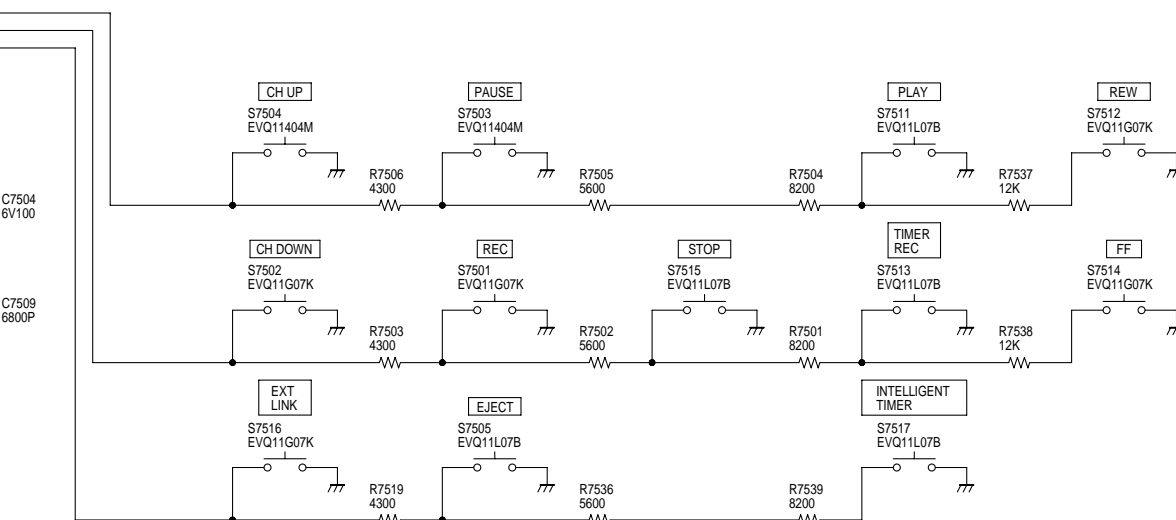 CH UP
PAUSE
PLAY
REW
S7504
EVQ11404M
S7503
EVQ11404M
S7511
EVQ11L07B
S7512
EVQ11G07K
R7506
4300
R7505
5600
R7504
8200
R7537
12K
C7504
6V100
CH DOWN
REC
STOP
TIMER
REC
FF
S7502
EVQ11G07K
S7501
EVQ11G07K
S7515
EVQ11L07B
S7513
EVQ11L07B
S7514
EVQ11G07K
C7509
6800P
R7503
4300
R7502
5600
R7501
8200
R7538
12K
EXT
LINK
EJECT
INTELLIGENT
TIMER
S7516
EVQ11G07K
S7505
EVQ11L07B
S7517
EVQ11L07B
R7519
4300
R7536
5600
R7539
8200